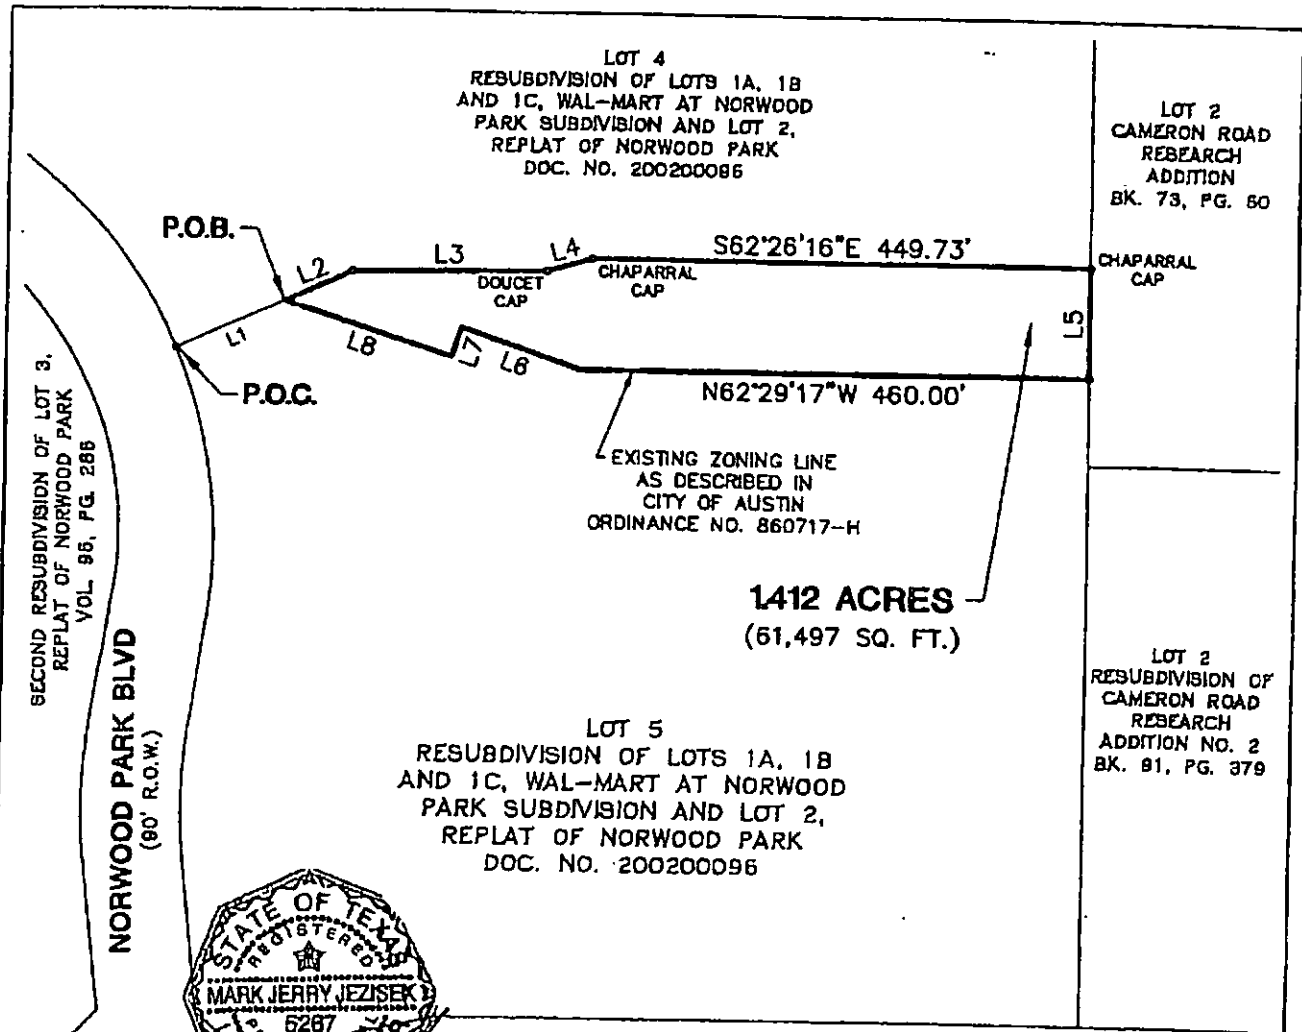 LOT 4
RESUBDIVISION OF LOTS 1A, 1B
AND 1C, WAL-MART AT NORWOOD
PARK SUBDIVISION AND LOT 2,
REPLAT OF NORWOOD PARK
DOC. NO. 200200096
LOT 2
CAMERON ROAD
RESEARCH
ADDITION
BK. 73, PG. 60
P.O.B.
L2
L3
L4
S62°26'16"E 449.73'
DOUCET
CAP
CHAPARRAL
CAP
CHAPARRAL
CAP
L1
L8
L7
L6
L5
P.O.C.
N62°29'17"W 460.00'
EXISTING ZONING LINE
AS DESCRIBED IN
CITY OF AUSTIN
ORDINANCE NO. 860717-H
1.412 ACRES
(61,497 SQ. FT.)
SECOND RESUBDIVISION OF LOT 3,
REPLAT OF NORWOOD PARK
VOL. 96, PG. 286
NORWOOD PARK BLVD
(90' R.O.W.)
LOT 5
RESUBDIVISION OF LOTS 1A, 1B
AND 1C, WAL-MART AT NORWOOD
PARK SUBDIVISION AND LOT 2,
REPLAT OF NORWOOD PARK
DOC. NO. 200200096
LOT 2
RESUBDIVISION OF
CAMERON ROAD
RESEARCH
ADDITION NO. 2
BK. 81, PG. 379
STATE OF TEXAS
REGISTERED
MARK JERRY JEZISEK
5267